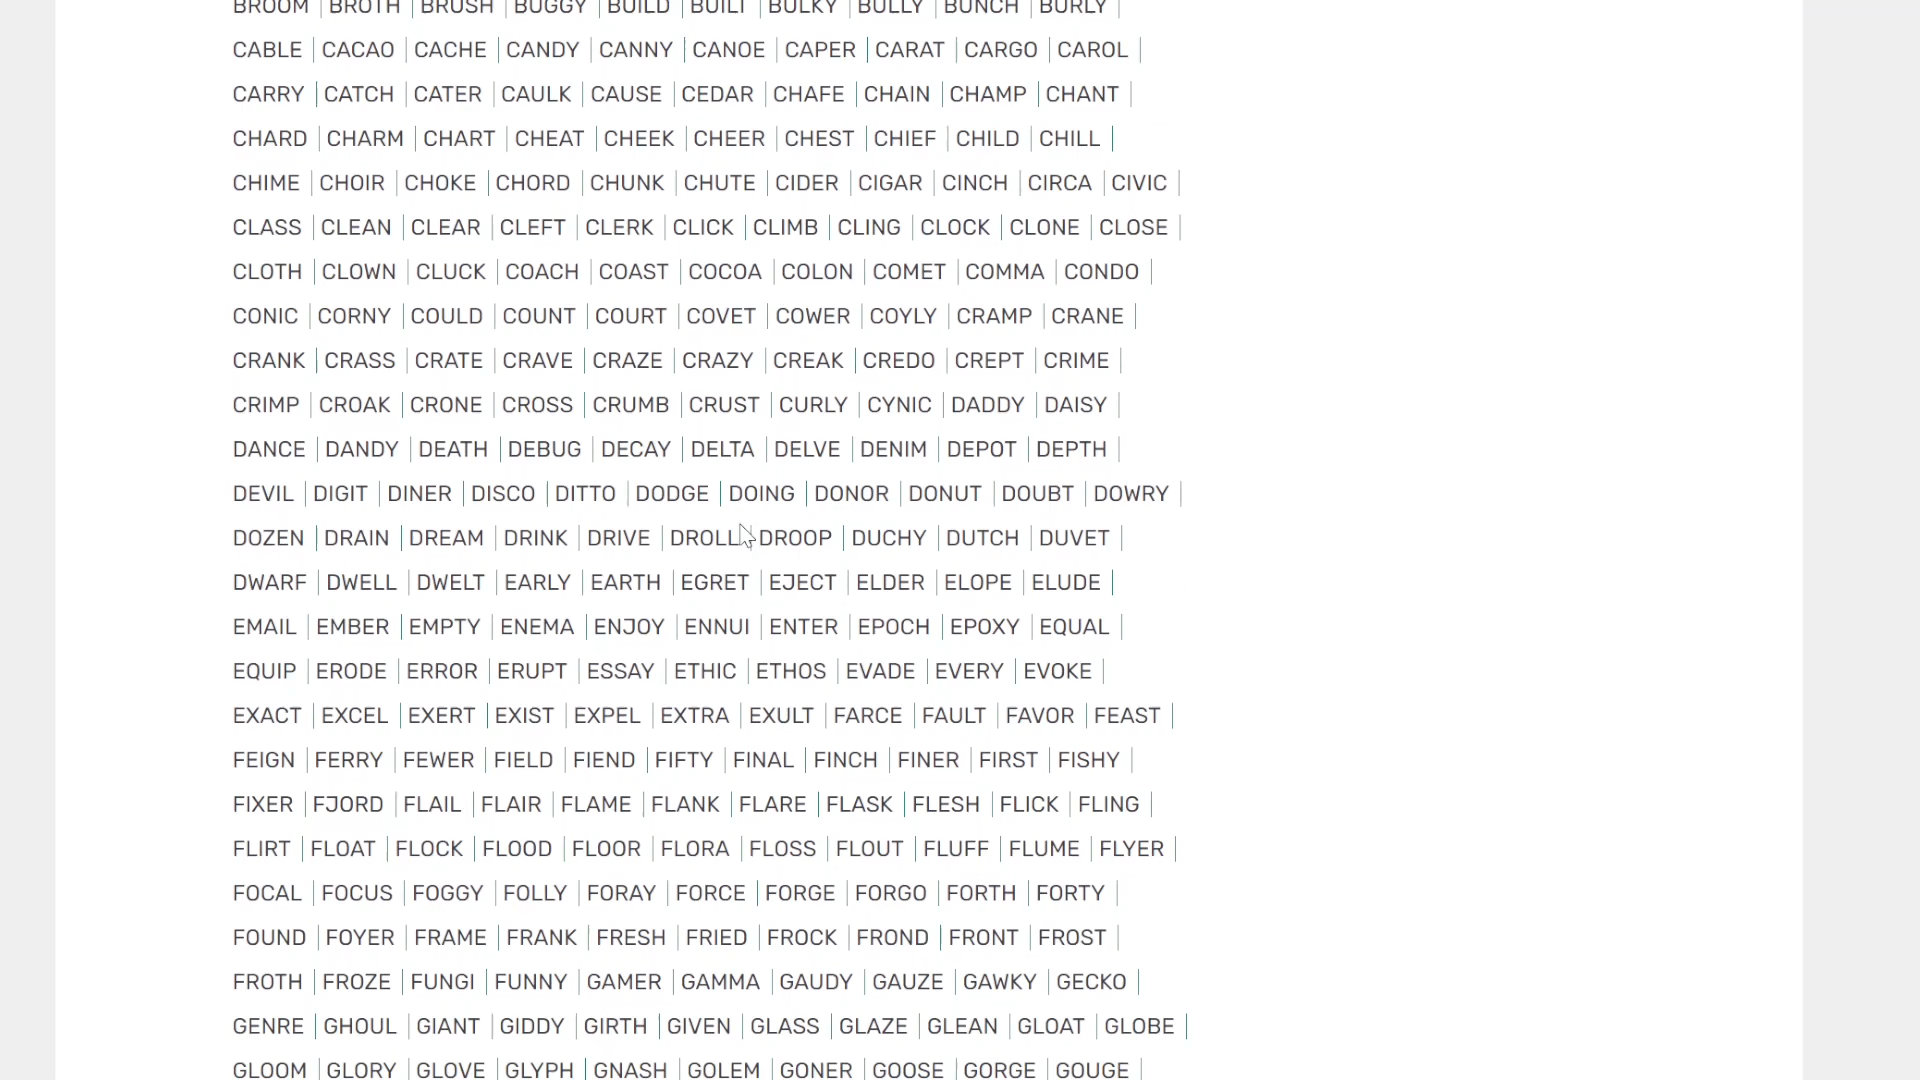 BROOM | BROTH | BRUSH | BUGGY | BUILD | BUILT | BULKY | BULLY | BUNCH | BURLY |
CABLE | CACAO | CACHE | CANDY | CANNY | CANOE | CAPER | CARAT | CARGO | CAROL |
CARRY | CATCH | CATER | CAULK | CAUSE | CEDAR | CHAFE | CHAIN | CHAMP | CHANT |
CHARD | CHARM | CHART | CHEAT | CHEEK | CHEER | CHEST | CHIEF | CHILD | CHILL |
CHIME | CHOIR | CHOKE | CHORD | CHUNK | CHUTE | CIDER | CIGAR | CINCH | CIRCA | CIVIC |
CLASS | CLEAN | CLEAR | CLEFT | CLERK | CLICK | CLIMB | CLING | CLOCK | CLONE | CLOSE |
CLOTH | CLOWN | CLUCK | COACH | COAST | COCOA | COLON | COMET | COMMA | CONDO |
CONIC | CORNY | COULD | COUNT | COURT | COVET | COWER | COYLY | CRAMP | CRANE |
CRANK | CRASS | CRATE | CRAVE | CRAZE | CRAZY | CREAK | CREDO | CREPT | CRIME |
CRIMP | CROAK | CRONE | CROSS | CRUMB | CRUST | CURLY | CYNIC | DADDY | DAISY |
DANCE | DANDY | DEATH | DEBUG | DECAY | DELTA | DELVE | DENIM | DEPOT | DEPTH |
DEVIL | DIGIT | DINER | DISCO | DITTO | DODGE | DOING | DONOR | DONUT | DOUBT | DOWRY |
DOZEN | DRAIN | DREAM | DRINK | DRIVE | DROLL | DROOP | DUCHY | DUTCH | DUVET |
DWARF | DWELL | DWELT | EARLY | EARTH | EGRET | EJECT | ELDER | ELOPE | ELUDE |
EMAIL | EMBER | EMPTY | ENEMA | ENJOY | ENNUI | ENTER | EPOCH | EPOXY | EQUAL |
EQUIP | ERODE | ERROR | ERUPT | ESSAY | ETHIC | ETHOS | EVADE | EVERY | EVOKE |
EXACT | EXCEL | EXERT | EXIST | EXPEL | EXTRA | EXULT | FARCE | FAULT | FAVOR | FEAST |
FEIGN | FERRY | FEWER | FIELD | FIEND | FIFTY | FINAL | FINCH | FINER | FIRST | FISHY |
FIXER | FJORD | FLAIL | FLAIR | FLAME | FLANK | FLARE | FLASK | FLESH | FLICK | FLING |
FLIRT | FLOAT | FLOCK | FLOOD | FLOOR | FLORA | FLOSS | FLOUT | FLUFF | FLUME | FLYER |
FOCAL | FOCUS | FOGGY | FOLLY | FORAY | FORCE | FORGE | FORGO | FORTH | FORTY |
FOUND | FOYER | FRAME | FRANK | FRESH | FRIED | FROCK | FROND | FRONT | FROST |
FROTH | FROZE | FUNGI | FUNNY | GAMER | GAMMA | GAUDY | GAUZE | GAWKY | GECKO |
GENRE | GHOUL | GIANT | GIDDY | GIRTH | GIVEN | GLASS | GLAZE | GLEAN | GLOAT | GLOBE |
GLOOM | GLORY | GLOVE | GLYPH | GNASH | GOLEM | GONER | GOOSE | GORGE | GOUGE |